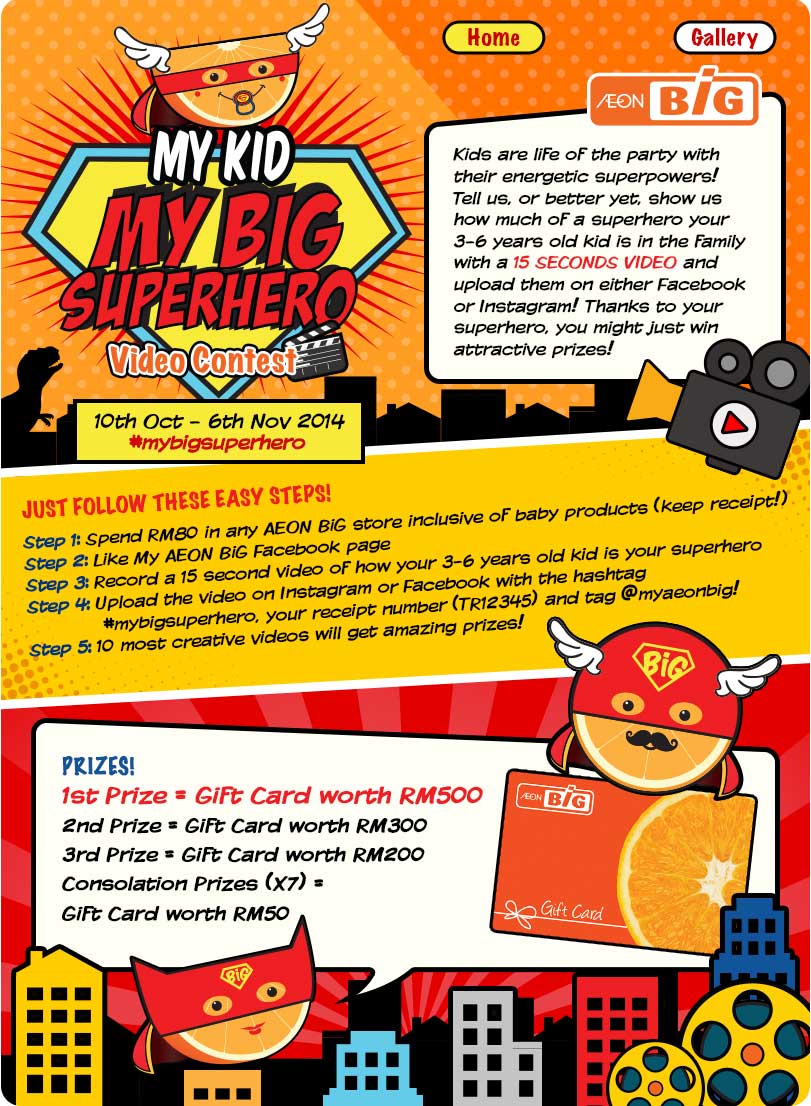 Home
Gallery
ÆON BiG
MY KID
MY BIG
SUPERHERO
Video Contest
10th Oct - 6th Nov 2014
#mybigsuperhero
Kids are life of the party with
their energetic superpowers!
Tell us, or better yet, show us
how much of a superhero your
3-6 years old kid is in the Family
with a 15 SECONDS VIDEO and
upload them on either Facebook
or Instagram! Thanks to your
superhero, you might just win
attractive prizes!
JUST FOLLOW THESE EASY STEPS!
Step 1: Spend RM80 in any AEON BiG store inclusive of baby products (keep receipt!)
Step 2: Like My AEON BiG Facebook page
Step 3: Record a 15 second video of how your 3-6 years old kid is your superhero
Step 4: Upload the video on Instagram or Facebook with the hashtag
#mybigsuperhero, your receipt number (TR12345) and tag @myaeonbig!
Step 5: 10 most creative videos will get amazing prizes!
BiG
PRIZES!
1st Prize = Gift Card worth RM500
2nd Prize = Gift Card worth RM300
3rd Prize = Gift Card worth RM200
Consolation Prizes (X7) =
Gift Card worth RM50
ÆON BiG
Gift Card
BiG